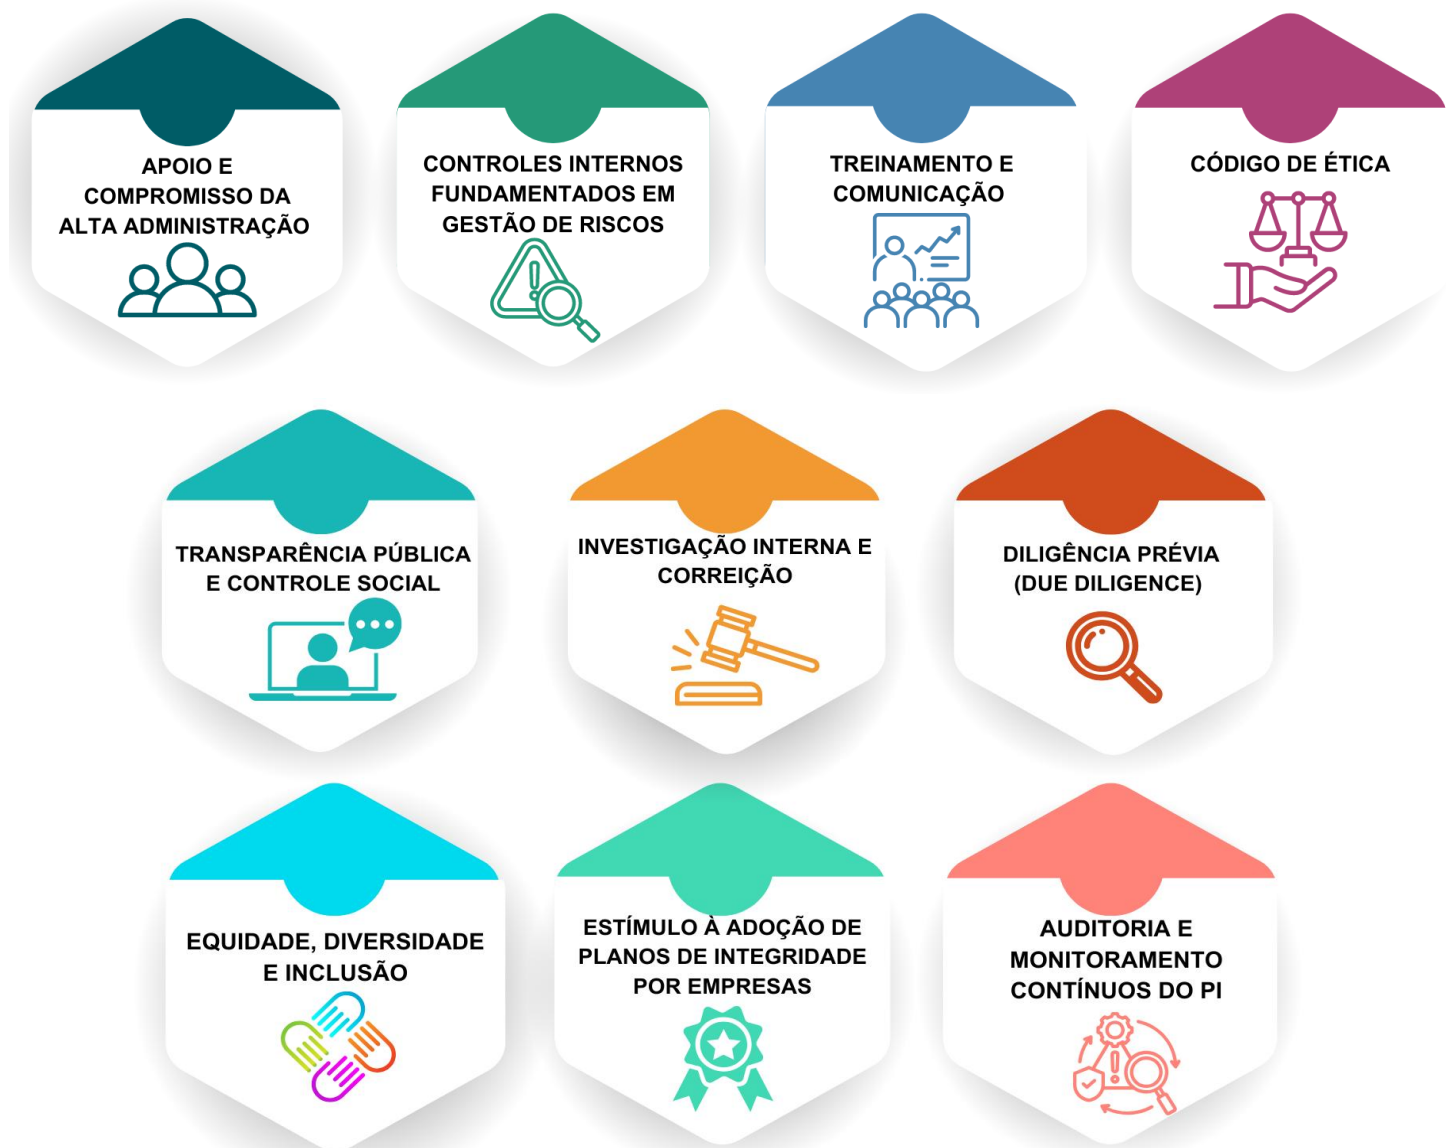 APOIO E
COMPROMISSO DA
ALTA ADMINISTRAÇÃO
CONTROLES INTERNOS
FUNDAMENTADOS EM
GESTÃO DE RISCOS
TREINAMENTO E
COMUNICAÇÃO
CÓDIGO DE ÉTICA
TRANSPARÊNCIA PÚBLICA
E CONTROLE SOCIAL
INVESTIGAÇÃO INTERNA E
CORREIÇÃO
DILIGÊNCIA PRÉVIA
(DUE DILIGENCE)
EQUIDADE, DIVERSIDADE
E INCLUSÃO
ESTÍMULO À ADOÇÃO DE
PLANOS DE INTEGRIDADE
POR EMPRESAS
AUDITORIA E
MONITORAMENTO
CONTÍNUOS DO PI